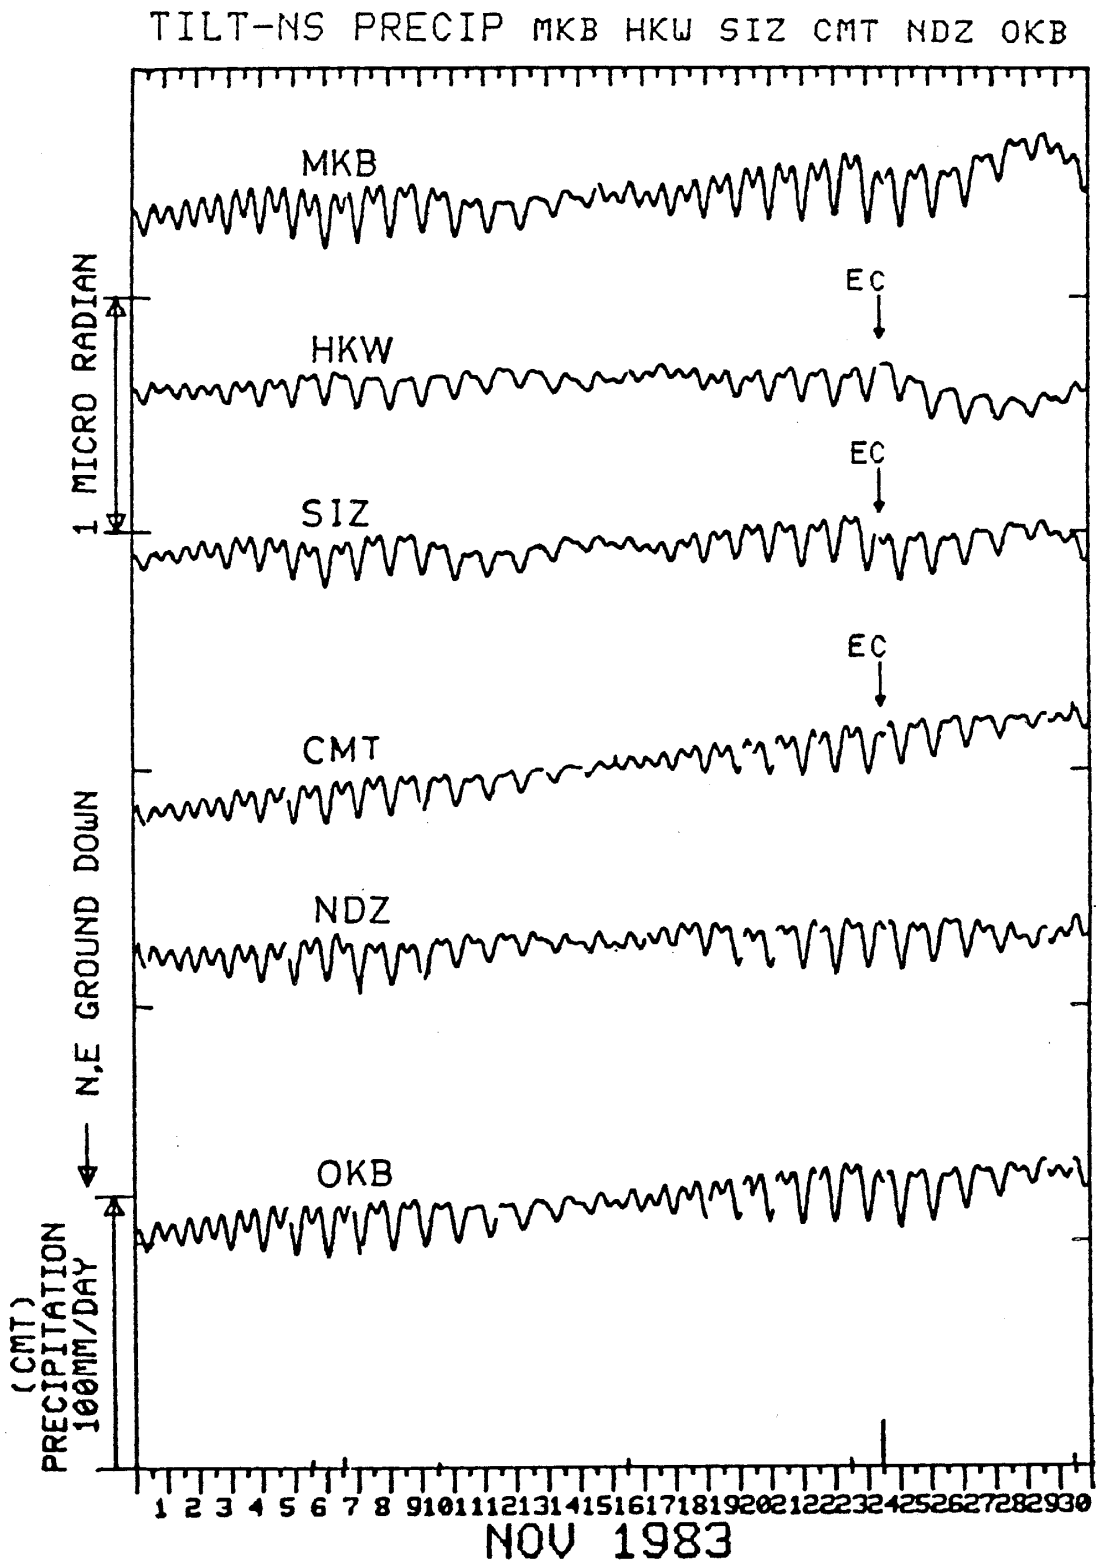 TILT-NS PRECIP MKB HKW SIZ CMT NDZ OKB
MKB
EC
HKW
EC
SIZ
EC
CMT
NDZ
OKB
1 MICRO RADIAN
N,E GROUND DOWN
(CMT)
PRECIPITATION
100MM/DAY
1 2 3 4 5 6 7 8 9 10 11 12 13 14 15 16 17 18 19 20 21 22 23 24 25 26 27 28 29 30
NOV 1983